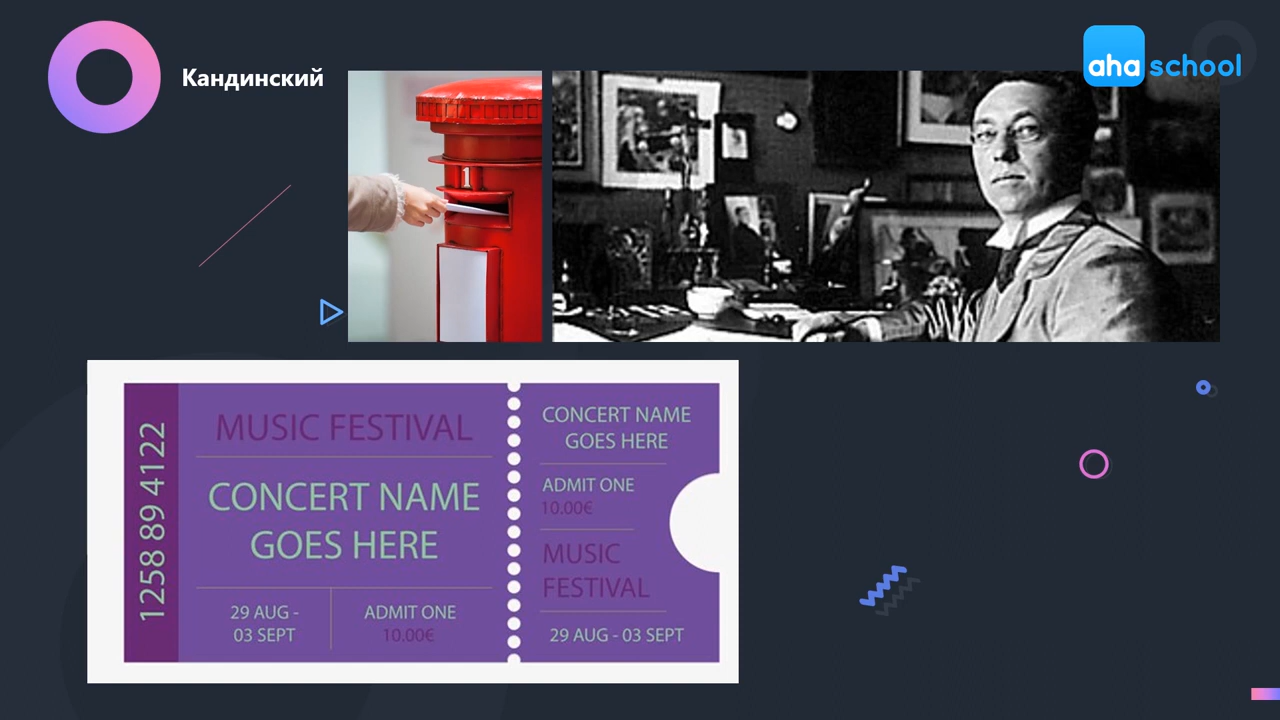 Кандинский
aha school
1
1258 89 4122
MUSIC FESTIVAL
CONCERT NAME
GOES HERE
29 AUG -
03 SEPT
ADMIT ONE
10.00€
CONCERT NAME
GOES HERE
ADMIT ONE
10.00€
MUSIC
FESTIVAL
29 AUG - 03 SEPT